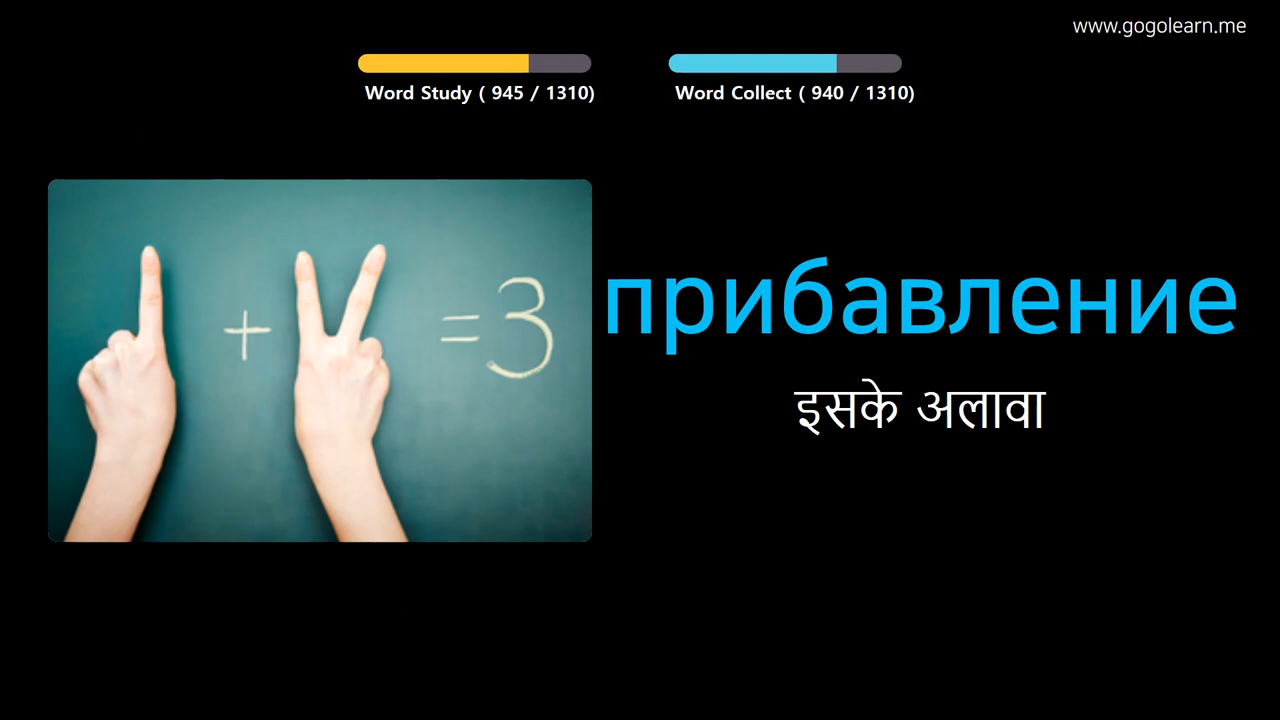 www.gogolearn.me
Word Study ( 945 / 1310)
Word Collect ( 940 / 1310)
+ = 3
прибавление
इसके अलावा